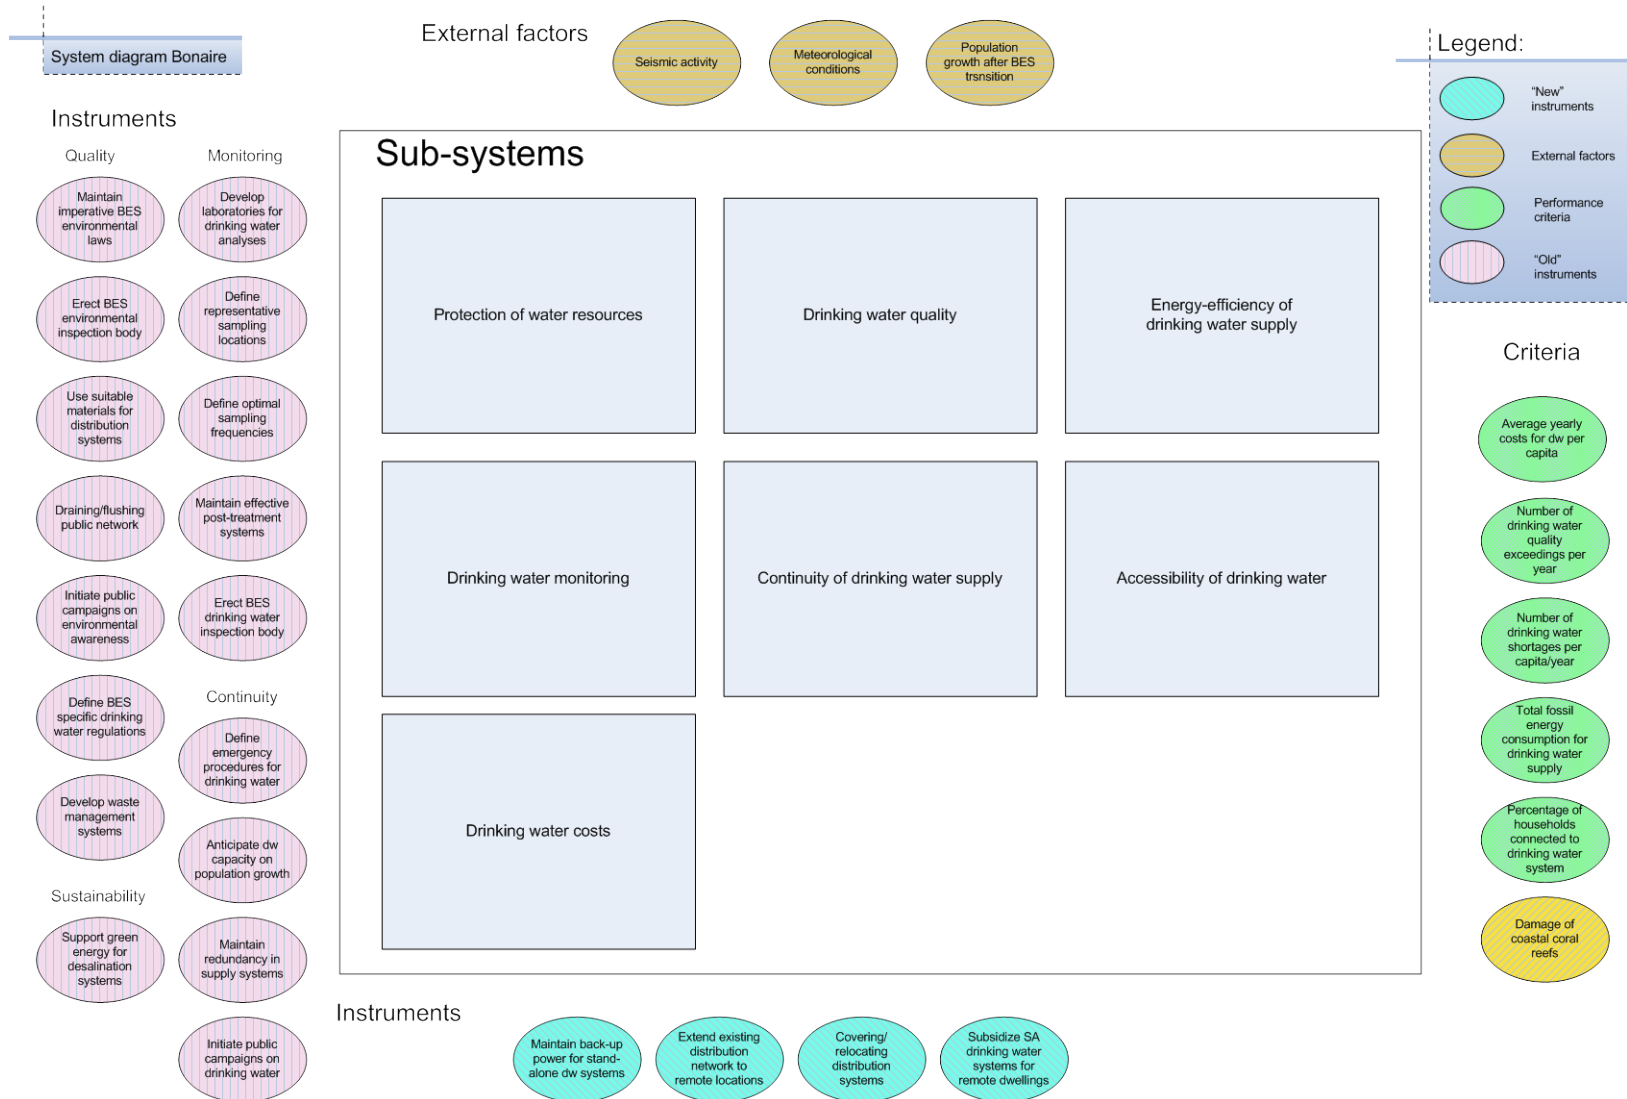 System diagram Bonaire
External factors
Seismic activity
Meteorological
conditions
Population
growth after BES
trsnsition
Legend:
"New"
instruments
External factors
Performance
criteria
"Old"
instruments
Instruments
Quality
Maintain
imperative BES
environmental
laws
Erect BES
environmental
inspection body
Use suitable
materials for
distribution
systems
Draining/flushing
public network
Initiate public
campaigns on
environmental
awareness
Define BES
specific drinking
water regulations
Develop waste
management
systems
Sustainability
Support green
energy for
desalination
systems
Monitoring
Develop
laboratories for
drinking water
analyses
Define
representative
sampling
locations
Define optimal
sampling
frequencies
Maintain effective
post-treatment
systems
Erect BES
drinking water
inspection body
Continuity
Define
emergency
procedures for
drinking water
Anticipate dw
capacity on
population growth
Maintain
redundancy in
supply systems
Initiate public
campaigns on
drinking water
Sub-systems
Protection of water resources
Drinking water quality
Energy-efficiency of
drinking water supply
Drinking water monitoring
Continuity of drinking water supply
Accessibility of drinking water
Drinking water costs
Criteria
Average yearly
costs for dw per
capita
Number of
drinking water
quality
exceedings per
year
Number of
drinking water
shortages per
capita/year
Total fossil
energy
consumption for
drinking water
supply
Percentage of
households
connected to
drinking water
system
Damage of
coastal coral
reefs
Instruments
Maintain back-up
power for stand-
alone dw systems
Extend existing
distribution
network to
remote locations
Covering/
relocating
distribution
systems
Subsidize SA
drinking water
systems for
remote dwellings